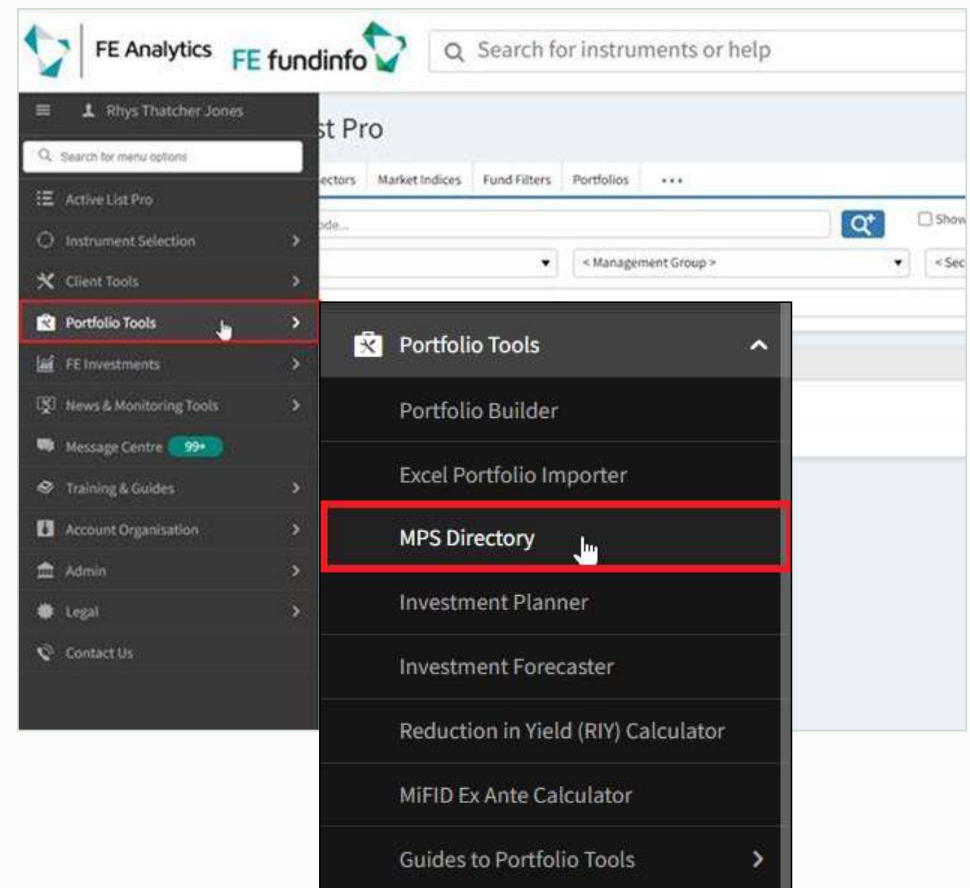 FE Analytics FE fundinfo Search for instruments or help
Rhys Thatcher Jones
st Pro
Search for menu options
ectors Market Indices Fund Filters Portfolios ...
Active List Pro
ode...
Show
Instrument Selection
< Management Group >
< Sec
Client Tools
Portfolio Tools
FE Investments
News & Monitoring Tools
Message Centre 99+
Training & Guides
Account Organisation
Admin
Legal
Contact Us
Portfolio Tools
Portfolio Builder
Excel Portfolio Importer
MPS Directory
Investment Planner
Investment Forecaster
Reduction in Yield (RIY) Calculator
MiFID Ex Ante Calculator
Guides to Portfolio Tools